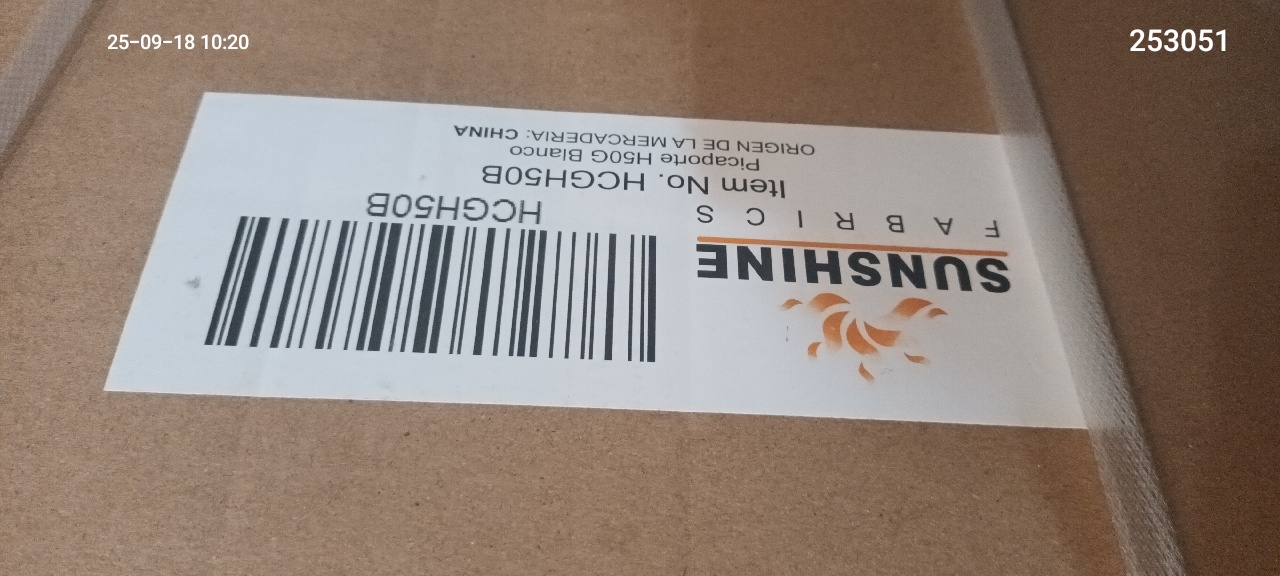 25-09-18 10:20
253051
SUNSHINE
FABRICS
HCGH50B
Item No. HCGH50B
Picaporte H50G Blanco
ORIGEN DE LA MERCADERIA: CHINA